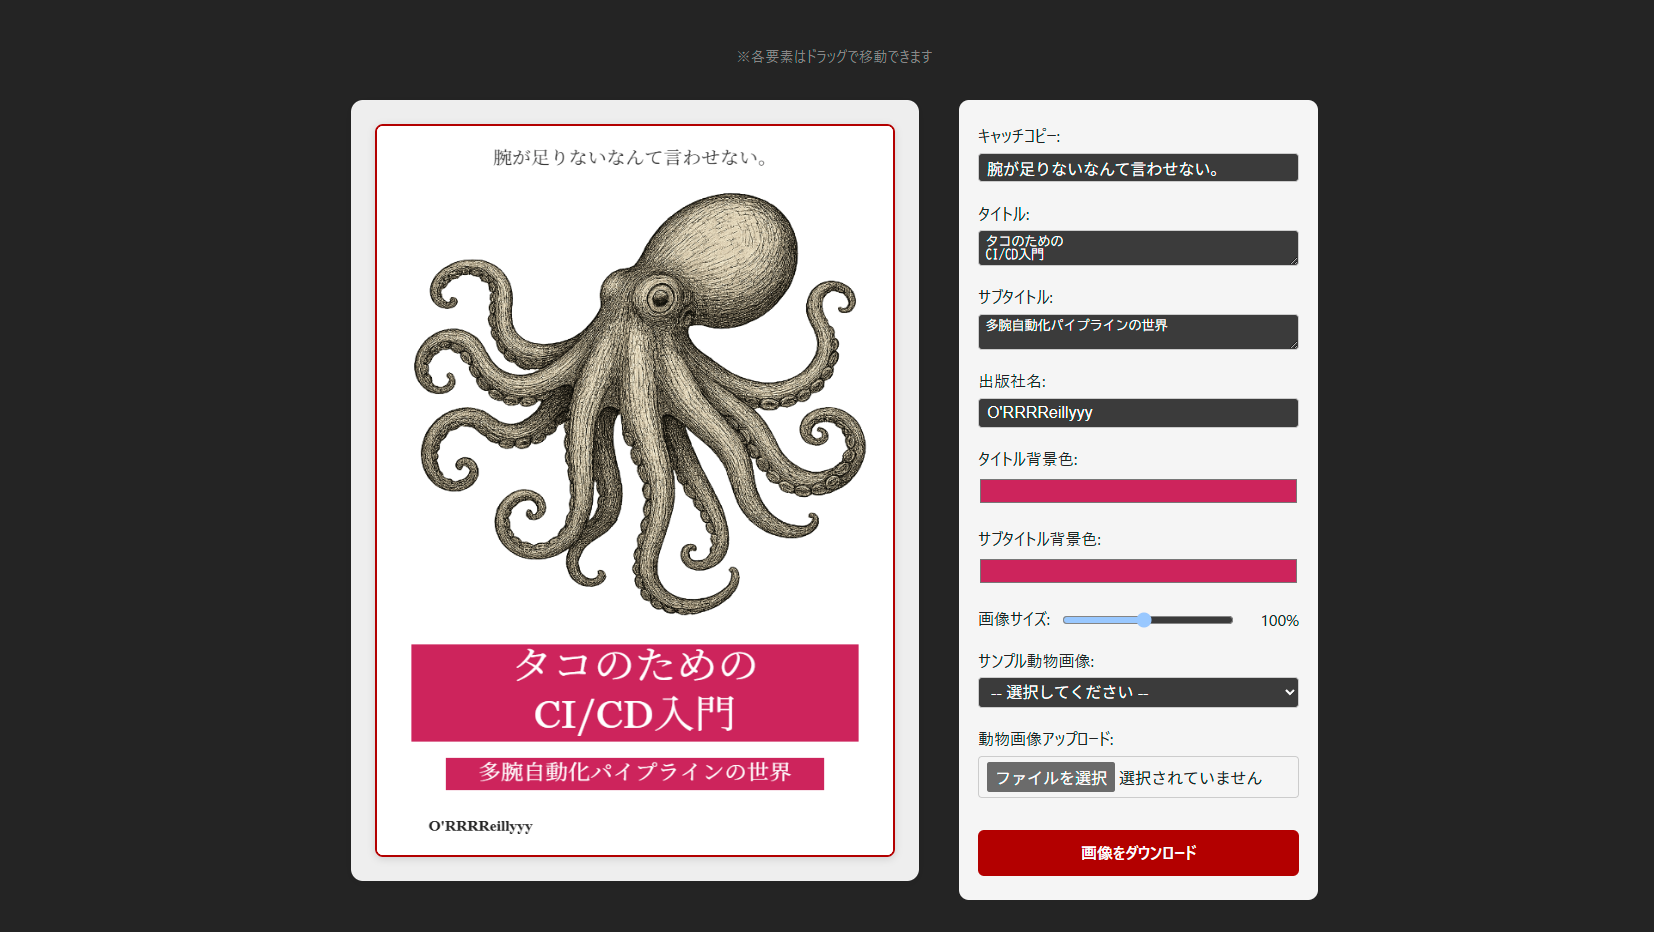 ※各要素はドラッグで移動できます
腕が足りないなんて言わせない。
タコのための
CI/CD入門
多腕自動化パイプラインの世界
O'RRRReillyyy
キャッチコピー:
腕が足りないなんて言わせない。
タイトル:
タコのための
CI/CD入門
サブタイトル:
多腕自動化パイプラインの世界
出版社名:
O'RRRReillyyy
タイトル背景色:
サブタイトル背景色:
画像サイズ: 100%
サンプル動物画像:
-- 選択してください --
動物画像アップロード:
ファイルを選択 選択されていません
画像をダウンロード